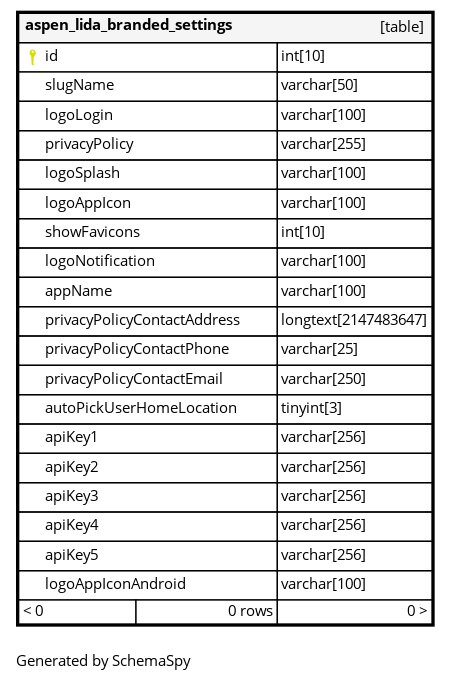 aspen_lida_branded_settings [table]
id int[10]
slugName varchar[50]
logoLogin varchar[100]
privacyPolicy varchar[255]
logoSplash varchar[100]
logoAppIcon varchar[100]
showFavicons int[10]
logoNotification varchar[100]
appName varchar[100]
privacyPolicyContactAddress longtext[2147483647]
privacyPolicyContactPhone varchar[25]
privacyPolicyContactEmail varchar[250]
autoPickUserHomeLocation tinyint[3]
apiKey1 varchar[256]
apiKey2 varchar[256]
apiKey3 varchar[256]
apiKey4 varchar[256]
apiKey5 varchar[256]
logoAppIconAndroid varchar[100]
< 0 0 rows 0 >
Generated by SchemaSpy